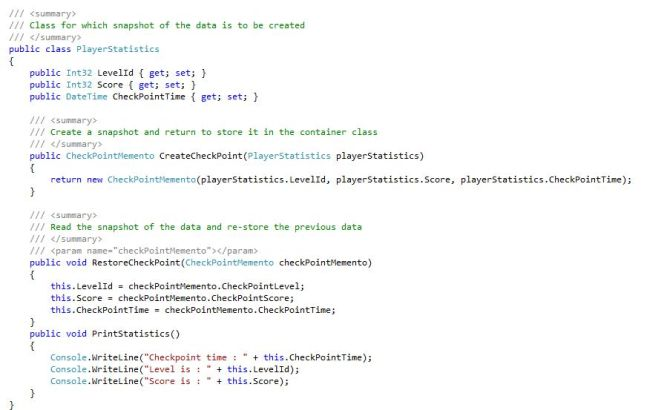 /// <summary>
/// Class for which snapshot of the data is to be created
/// </summary>
public class PlayerStatistics
{
    public Int32 LevelId { get; set; }
    public Int32 Score { get; set; }
    public DateTime CheckPointTime { get; set; }

    /// <summary>
    /// Create a snapshot and return to store it in the container class
    /// </summary>
    public CheckPointMemento CreateCheckPoint(PlayerStatistics playerStatistics)
    {
        return new CheckPointMemento(playerStatistics.LevelId, playerStatistics.Score, playerStatistics.CheckPointTime);
    }

    /// <summary>
    /// Read the snapshot of the data and re-store the previous data
    /// </summary>
    /// <param name="checkPointMemento"></param>
    public void RestoreCheckPoint(CheckPointMemento checkPointMemento)
    {
        this.LevelId = checkPointMemento.CheckPointLevel;
        this.Score = checkPointMemento.CheckPointScore;
        this.CheckPointTime = checkPointMemento.CheckPointTime;
    }
    public void PrintStatistics()
    {
        Console.WriteLine("Checkpoint time : " + this.CheckPointTime);
        Console.WriteLine("Level is : " + this.LevelId);
        Console.WriteLine("Score is : " + this.Score);
    }
}